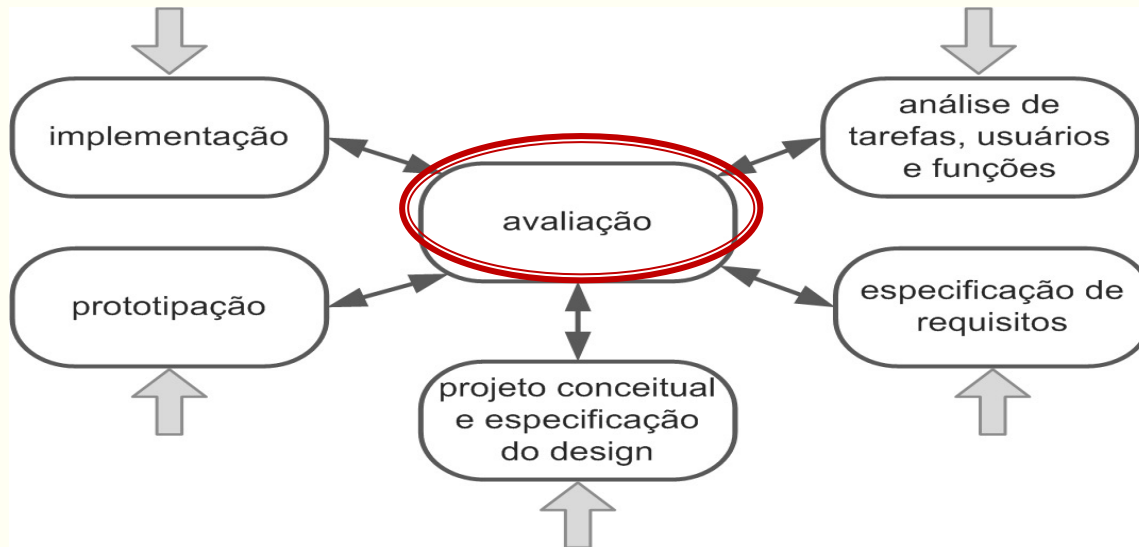 implementação
análise de
tarefas, usuários
e funções
avaliação
prototipação
especificação de
requisitos
projeto conceitual
e especificação
do design